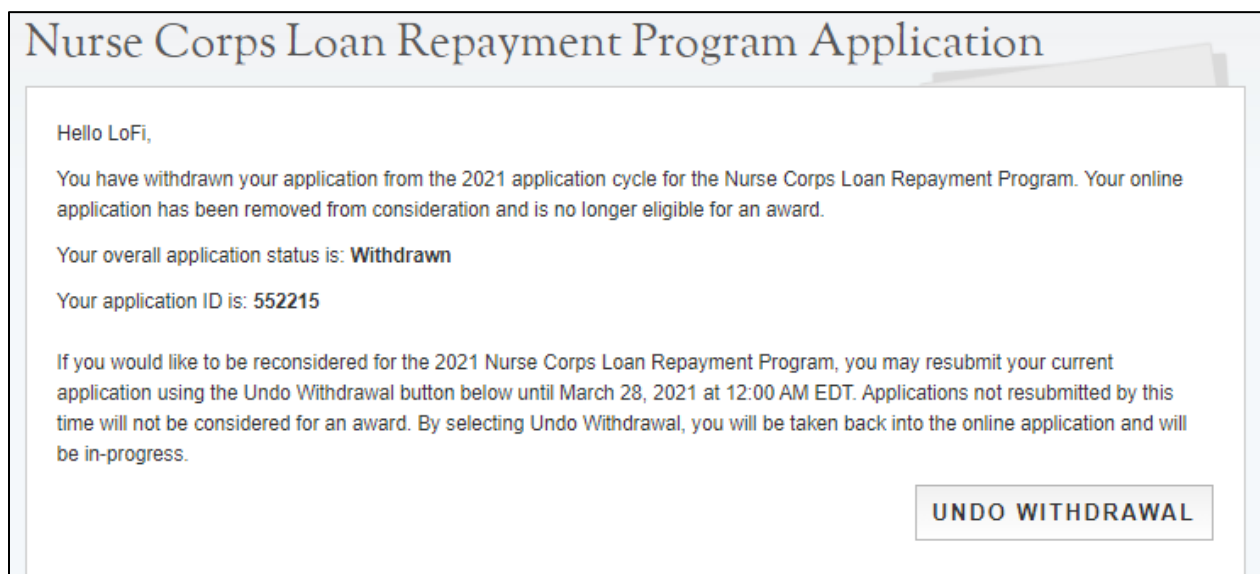 Nurse Corps Loan Repayment Program Application
Hello LoFi,
You have withdrawn your application from the 2021 application cycle for the Nurse Corps Loan Repayment Program. Your online
application has been removed from consideration and is no longer eligible for an award.
Your overall application status is: Withdrawn
Your application ID is: 552215
If you would like to be reconsidered for the 2021 Nurse Corps Loan Repayment Program, you may resubmit your current
application using the Undo Withdrawal button below until March 28, 2021 at 12:00 AM EDT. Applications not resubmitted by this
time will not be considered for an award. By selecting Undo Withdrawal, you will be taken back into the online application and will
be in-progress.
UNDO WITHDRAWAL